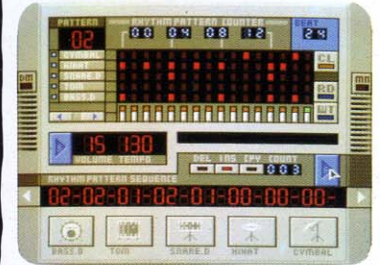 PATTERN
RHYTHM PATTERN COUNTER
BEAT
02
00 04 08 12
24
CYMBAL
HIHAT
SNARE.D
TOM
BASS.D
CL
RD
WT
15 130
VOLUME TEMPO
DEL INS CPY COUNT
003
RHYTHM PATTERN SEQUENCE
02-02-01-02-01-00-00-00-
BASS.D
TOM
SNARE.D
HIHAT
CYMBAL